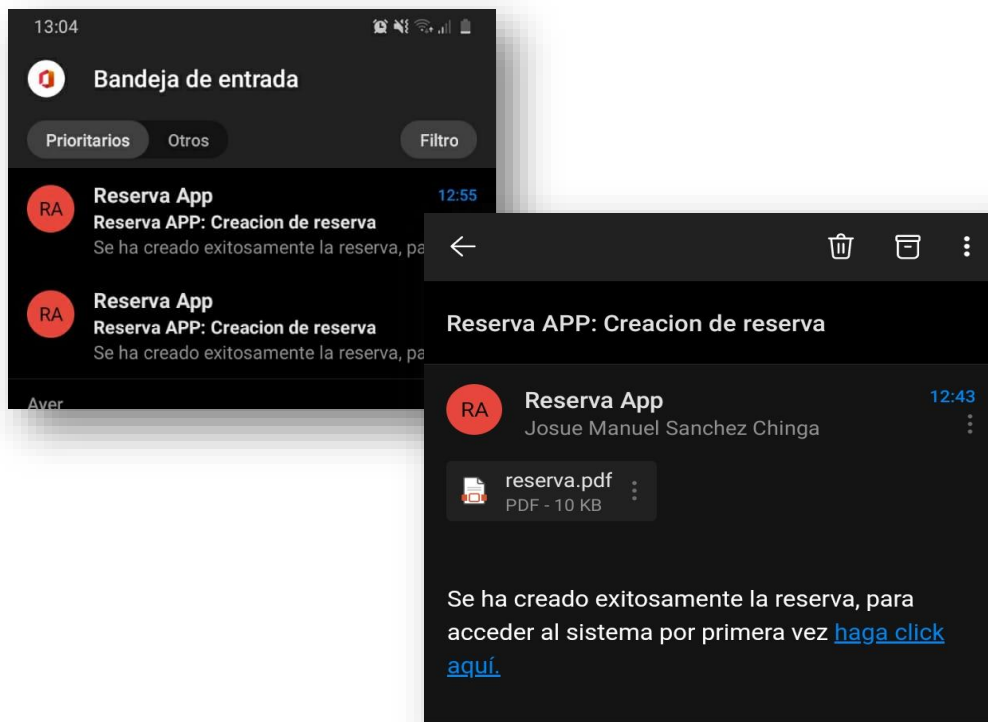 13:04
Bandeja de entrada
Prioritarios Otros Filtro
RA Reserva App 12:55
Reserva APP: Creacion de reserva
Se ha creado exitosamente la reserva, pa
RA Reserva App
Reserva APP: Creacion de reserva
Se ha creado exitosamente la reserva, pa
Ayer
Reserva APP: Creacion de reserva
RA Reserva App 12:43
Josue Manuel Sanchez Chinga
reserva.pdf
PDF - 10 KB
Se ha creado exitosamente la reserva, para
acceder al sistema por primera vez haga click
aquí.